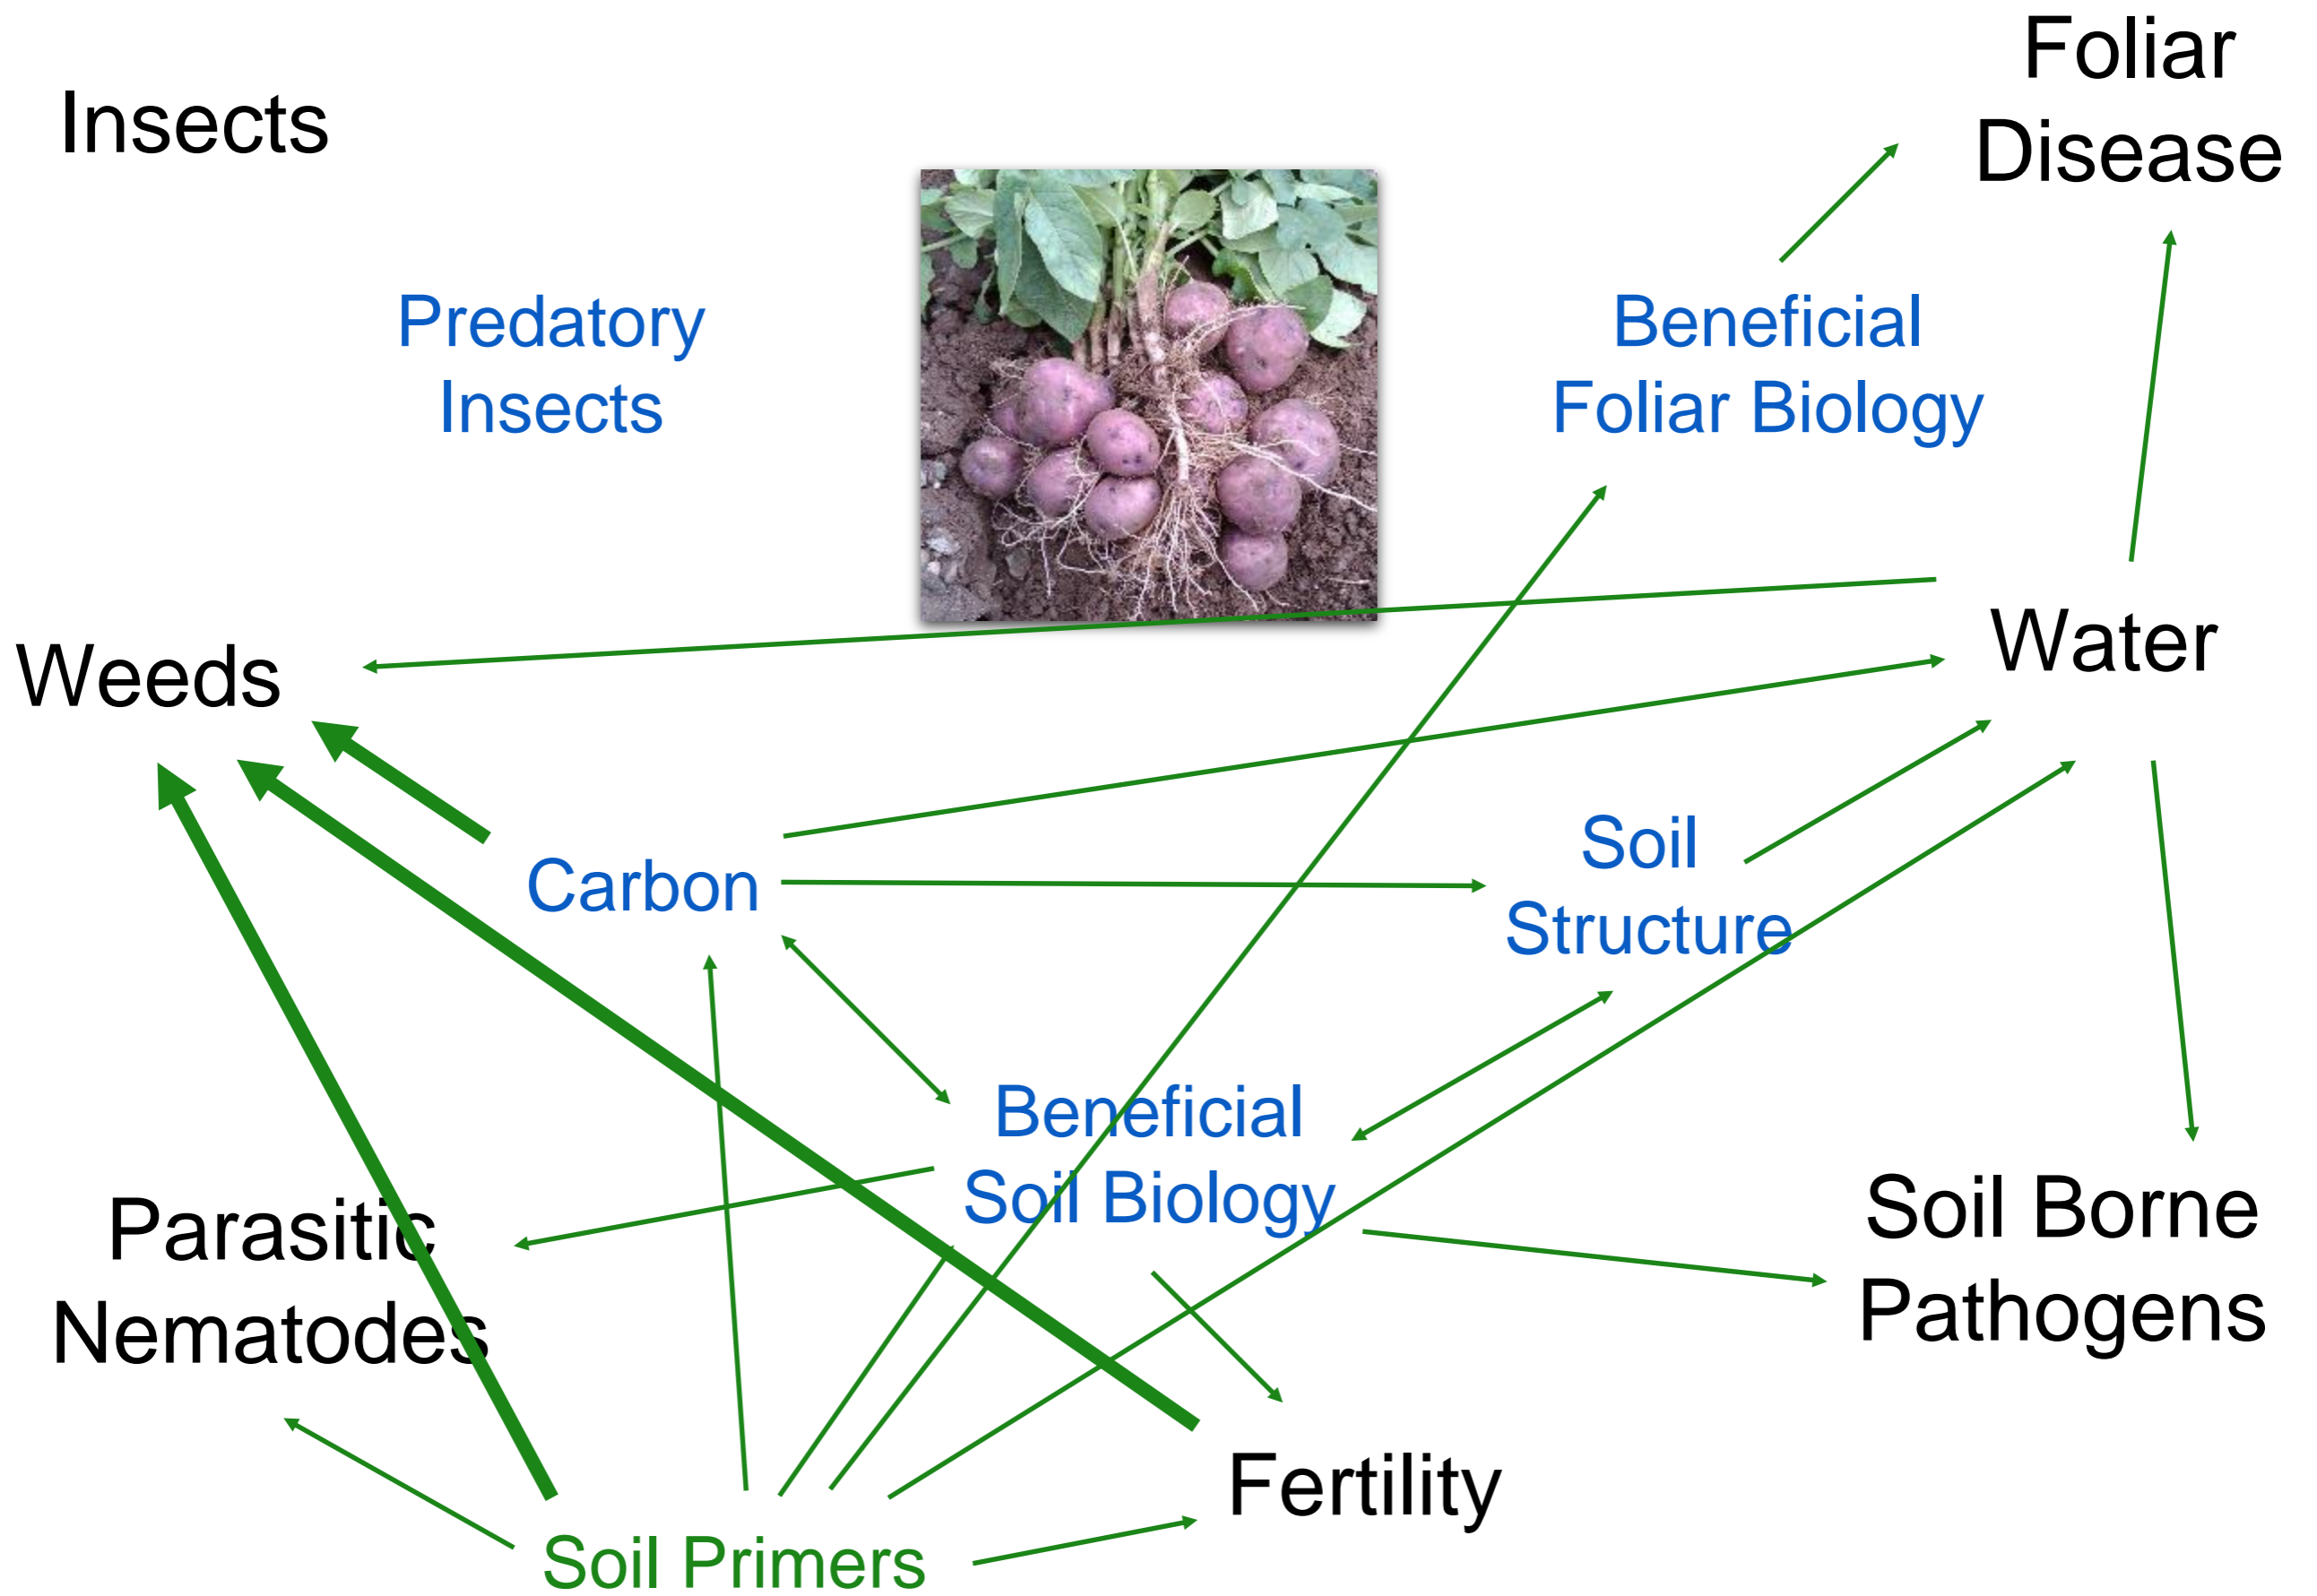 Foliar
Disease
Insects
Predatory
Insects
Beneficial
Foliar Biology
Weeds
Water
Carbon
Soil
Structure
Beneficial
Soil Biology
Parasitic
Nematodes
Soil Borne
Pathogens
Fertility
Soil Primers